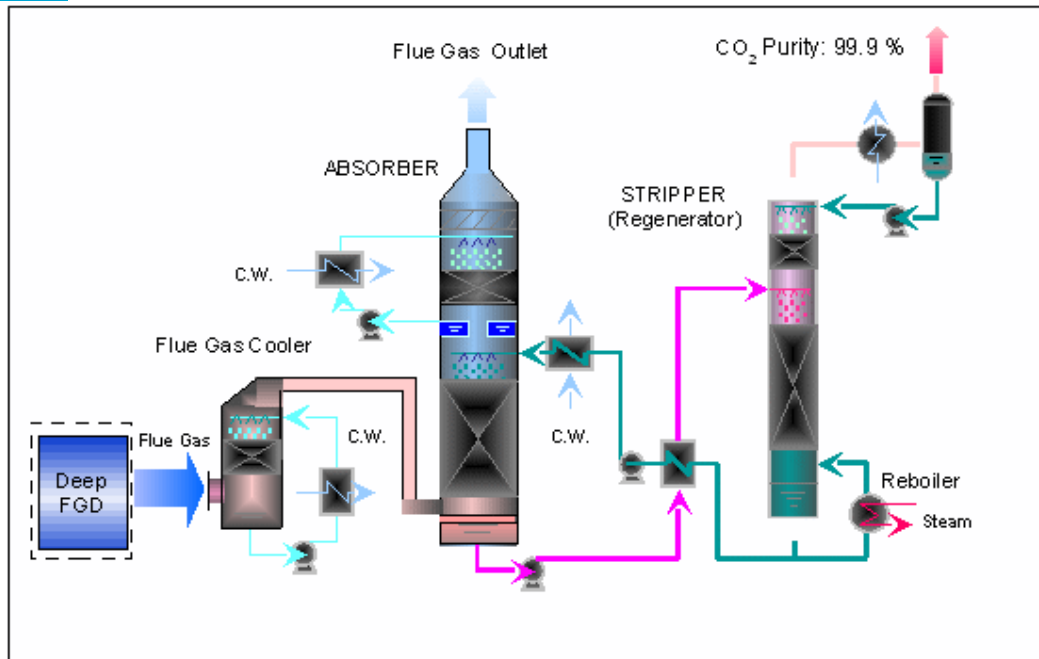 Flue Gas Outlet
CO2 Purity: 99.9 %
ABSORBER
STRIPPER
(Regenerator)
C.W.
Flue Gas Cooler
C.W.
C.W.
Flue Gas
Deep
FGD
Reboiler
Steam